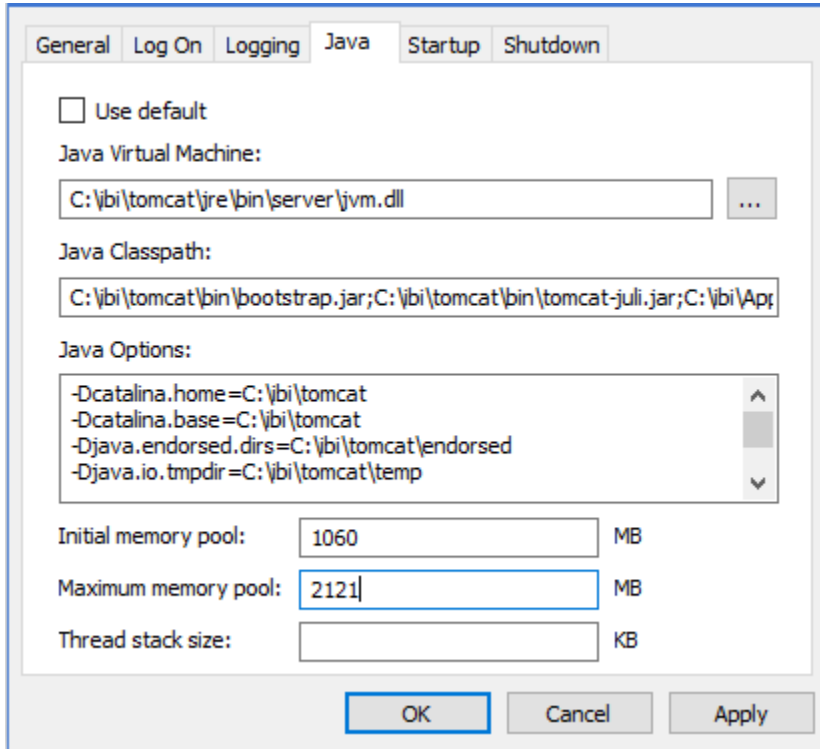 General Log On Logging Java Startup Shutdown
Use default
Java Virtual Machine:
C:\ibi\tomcat\jre\bin\server\jvm.dll ...
Java Classpath:
C:\ibi\tomcat\bin\bootstrap.jar;C:\ibi\tomcat\bin\tomcat-juli.jar;C:\ibi\App
Java Options:
-Dcatalina.home=C:\ibi\tomcat
-Dcatalina.base=C:\ibi\tomcat
-Djava.endorsed.dirs=C:\ibi\tomcat\endorsed
-Djava.io.tmpdir=C:\ibi\tomcat\temp
Initial memory pool: 1060 MB
Maximum memory pool: 2121 MB
Thread stack size: KB
OK Cancel Apply